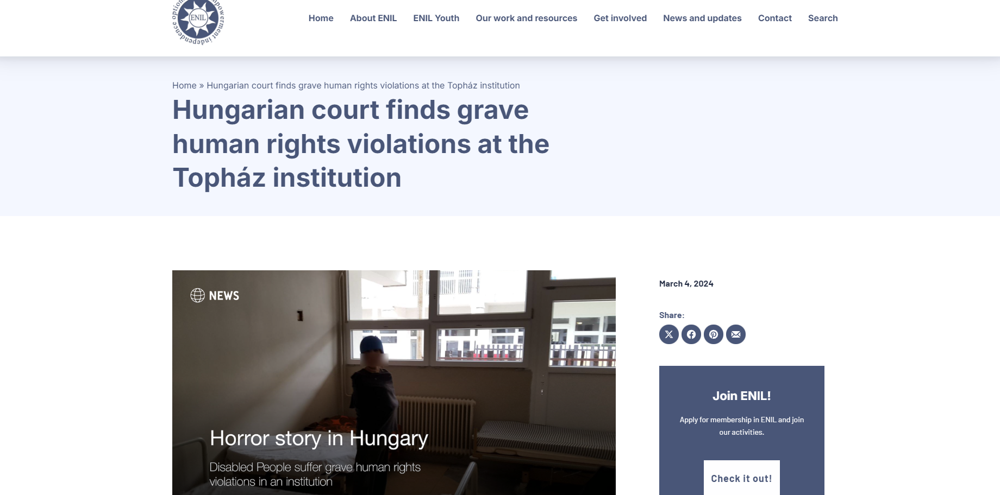 options empowerment independence
ENIL
Home About ENIL ENIL Youth Our work and resources Get involved News and updates Contact Search
Home » Hungarian court finds grave human rights violations at the Topház institution
Hungarian court finds grave
human rights violations at the
Topház institution
NEWS
Horror story in Hungary
Disabled People suffer grave human rights
violations in an institution
March 4, 2024
Share:
Join ENIL!
Apply for membership in ENIL and join
our activities.
Check it out!